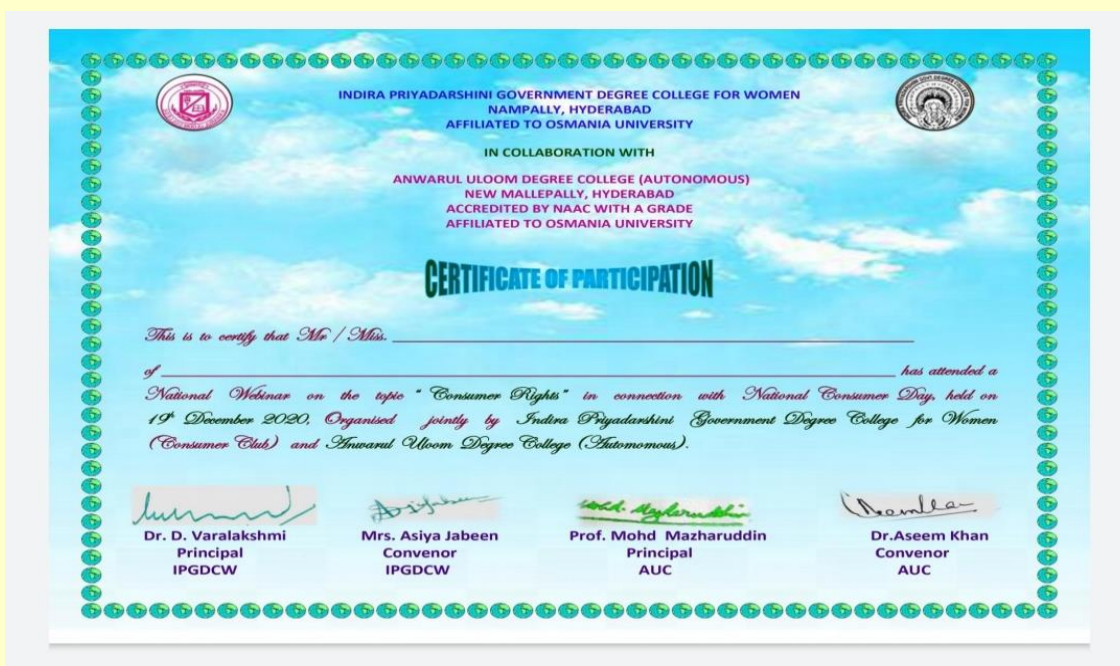 INDIRA PRIYADARSHINI GOVERNMENT DEGREE COLLEGE FOR WOMEN
NAMPALLY, HYDERABAD
AFFILIATED TO OSMANIA UNIVERSITY
IN COLLABORATION WITH
ANWARUL ULOOM DEGREE COLLEGE (AUTONOMOUS)
NEW MALLEPALLY, HYDERABAD
ACCREDITED BY NAAC WITH A GRADE
AFFILIATED TO OSMANIA UNIVERSITY
CERTIFICATE OF PARTICIPATION
This is to certify that Mr / Miss.
of has attended a
National Webinar on the topic " Consumer Rights" in connection with National Consumer Day, held on
19th December 2020, Organised jointly by Indira Priyadarshini Government Degree College for Women
(Consumer Club) and Anwarul Uloom Degree College (Automomous).
Dr. D. Varalakshmi
Principal
IPGDCW
Mrs. Asiya Jabeen
Convenor
IPGDCW
Prof. Mohd Mazharuddin
Principal
AUC
Dr.Aseem Khan
Convenor
AUC